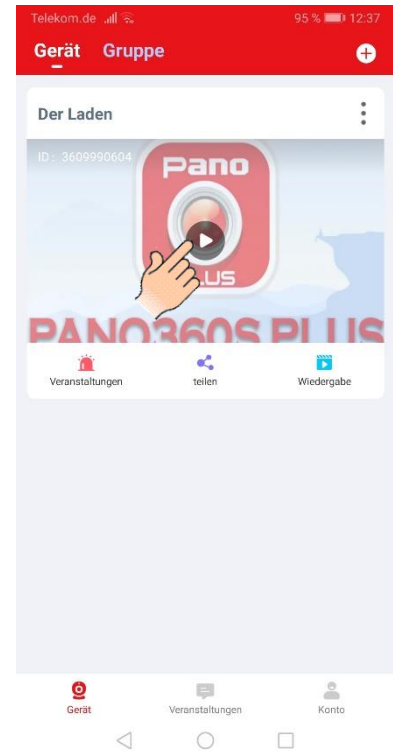 Telekom.de 95 % 12:37
Gerät Gruppe
Der Laden
ID: 3609990604
Pano
PLUS
PANO360S PLUS
Veranstaltungen teilen Wiedergabe
Gerät Veranstaltungen Konto